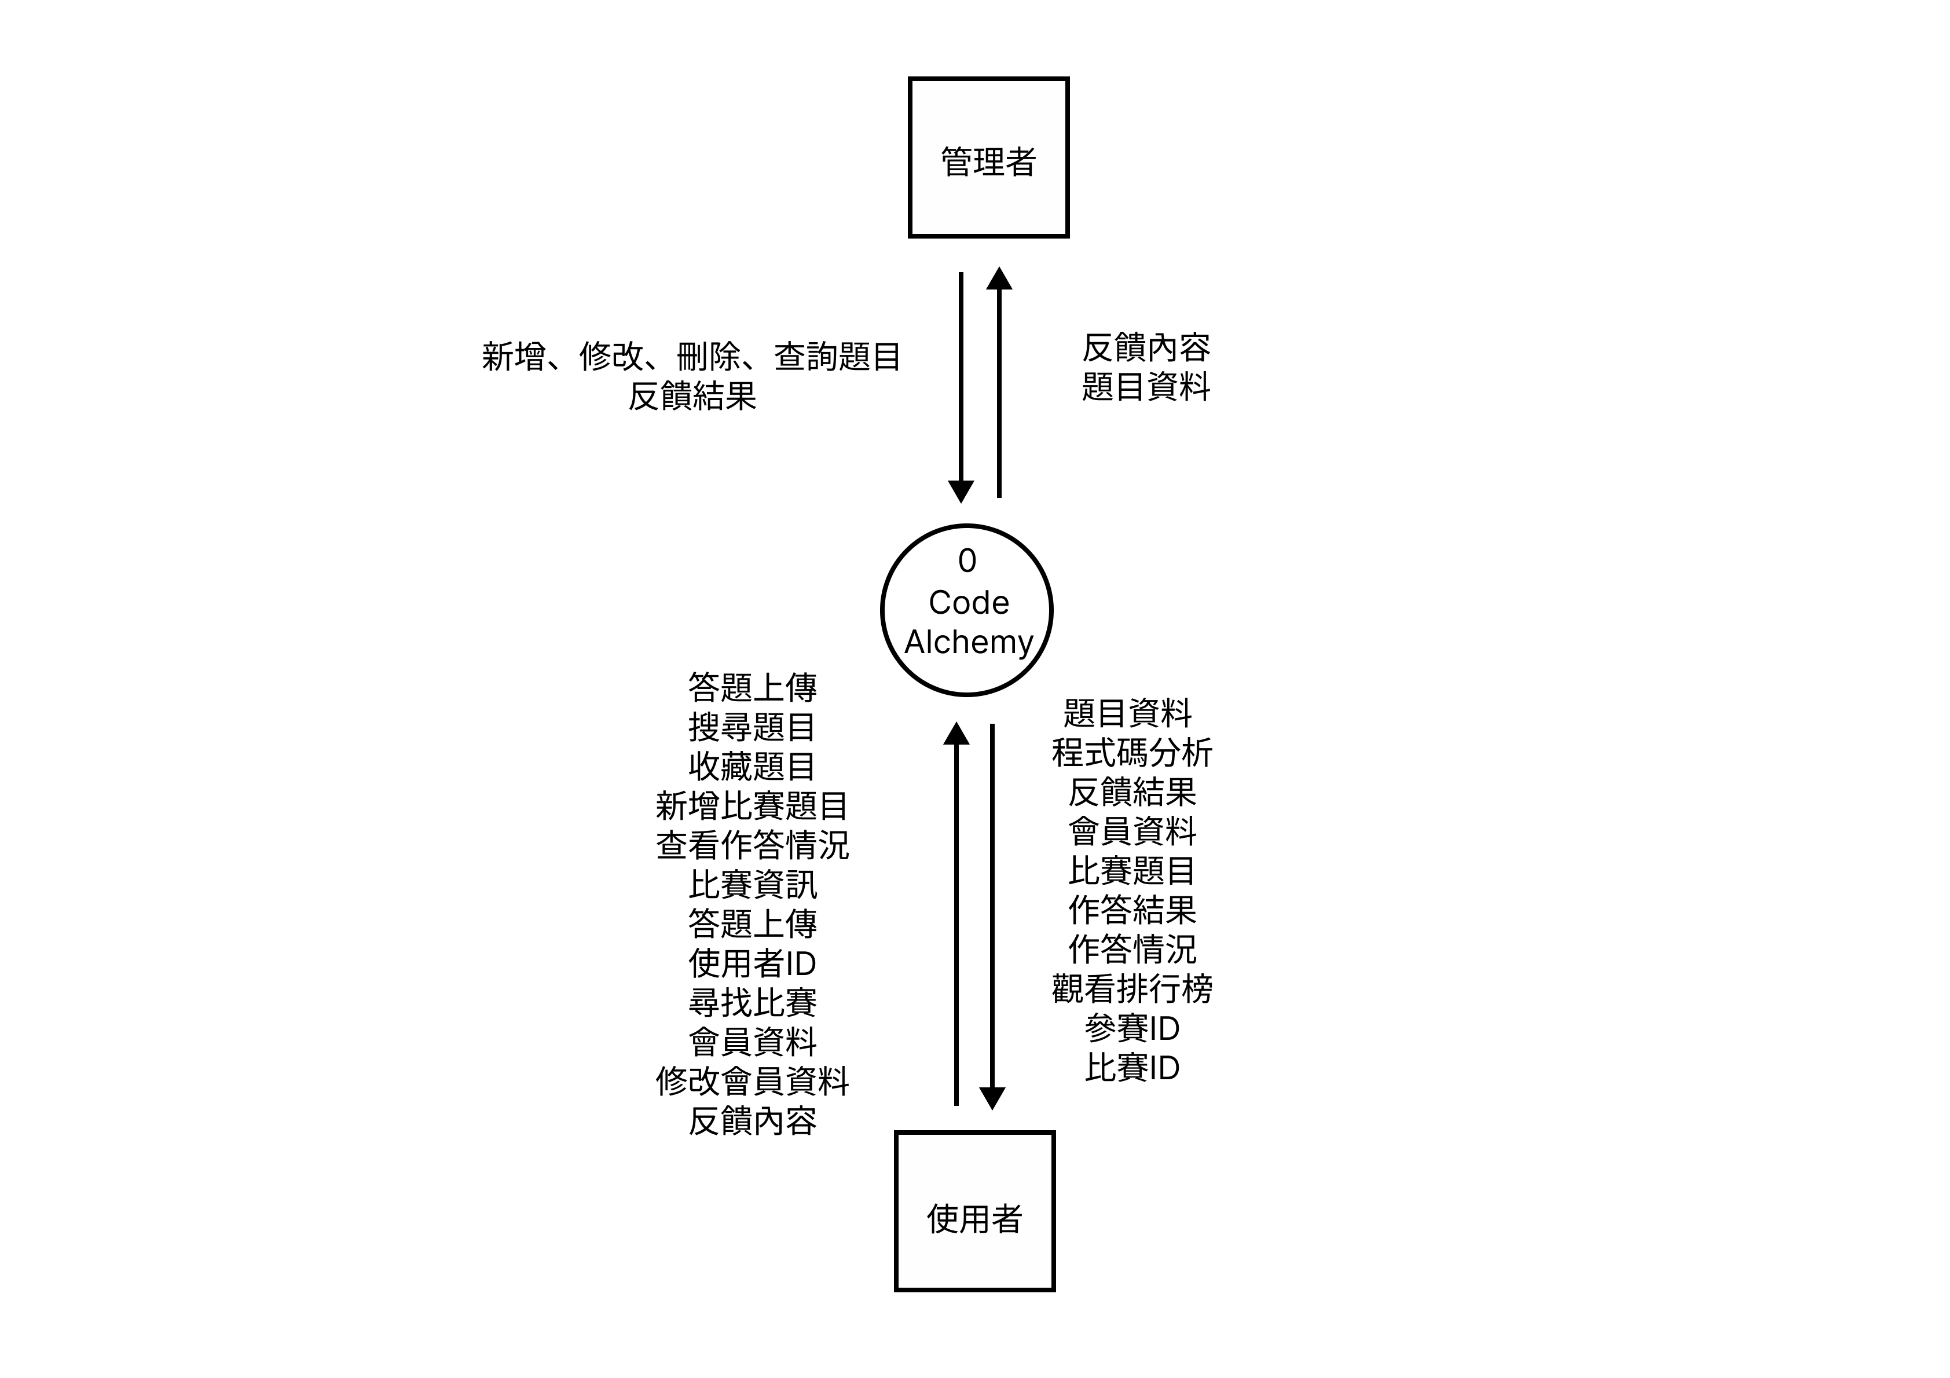 管理者
新增、修改、刪除、查詢題目
反饋結果
反饋內容
題目資料
0
Code
Alchemy
答題上傳
搜尋題目
收藏題目
新增比賽題目
查看作答情況
比賽資訊
答題上傳
使用者ID
尋找比賽
會員資料
修改會員資料
反饋內容
題目資料
程式碼分析
反饋結果
會員資料
比賽題目
作答結果
作答情況
觀看排行榜
參賽ID
比賽ID
使用者